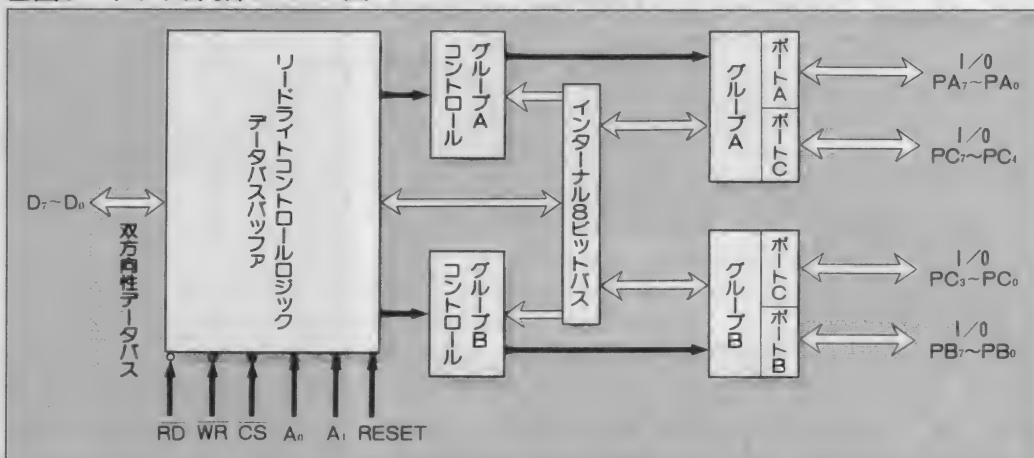 リード/ライトコントロールロジック
データバスバッファ
グループA
コントロール
グループA
ポートA
ポートC
I/O
PA₇~PA₀
I/O
PC₇~PC₄
インターナル8ビットバス
D₇~D₀
双方向性データバス
グループB
コントロール
グループB
ポートC
ポートB
I/O
PC₃~PC₀
I/O
PB₇~PB₀
R̅D̅ W̅R̅ C̅S̅ A₀ A₁ RESET